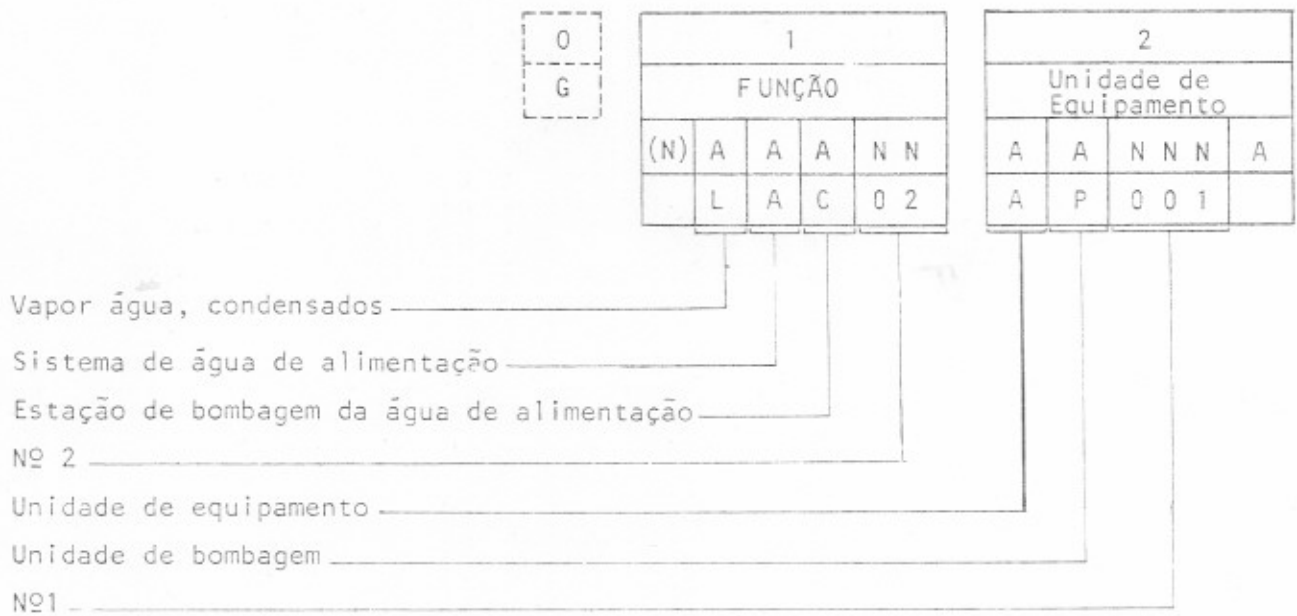 0 1 2
G FUNÇÃO Unidade de
Equipamento
(N) A A A N N A A N N N A
L A C 0 2 A P 0 0 1
Vapor água, condensados
Sistema de água de alimentação
Estação de bombagem da água de alimentação
Nº 2
Unidade de equipamento
Unidade de bombagem
Nº1